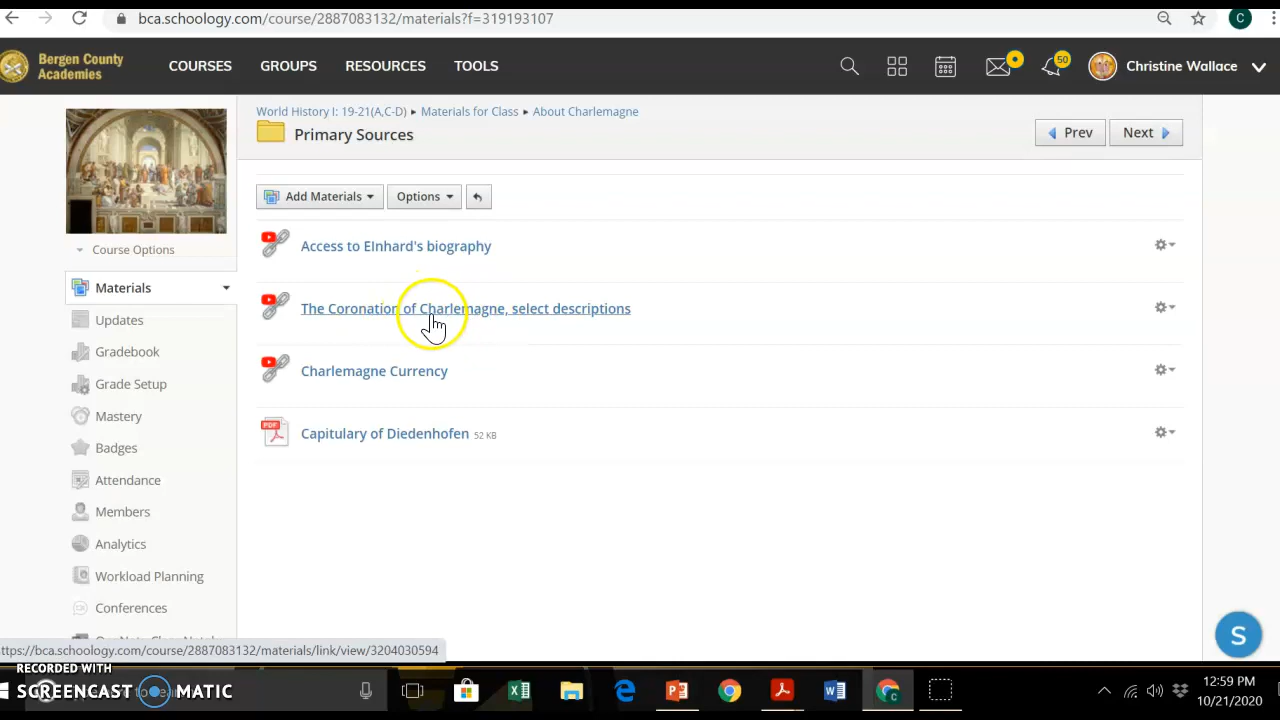 bca.schoology.com/course/2887083132/materials?f=319193107
C
Bergen County
Academies
COURSES
GROUPS
RESOURCES
TOOLS
50
Christine Wallace
World History I: 19-21(A,C-D) ▸ Materials for Class ▸ About Charlemagne
Primary Sources
Prev
Next
Add Materials
Options
Course Options
Access to EInhard's biography
Materials
The Coronation of Charlemagne, select descriptions
Updates
Gradebook
Charlemagne Currency
Grade Setup
Mastery
PDF
Capitulary of Diedenhofen 52 KB
Badges
Attendance
Members
Analytics
Workload Planning
Conferences
S
ttps://bca.schoology.com/course/2887083132/materials/link/view/3204030594
RECORDED WITH
SCREENCAST MATIC
12:59 PM
10/21/2020